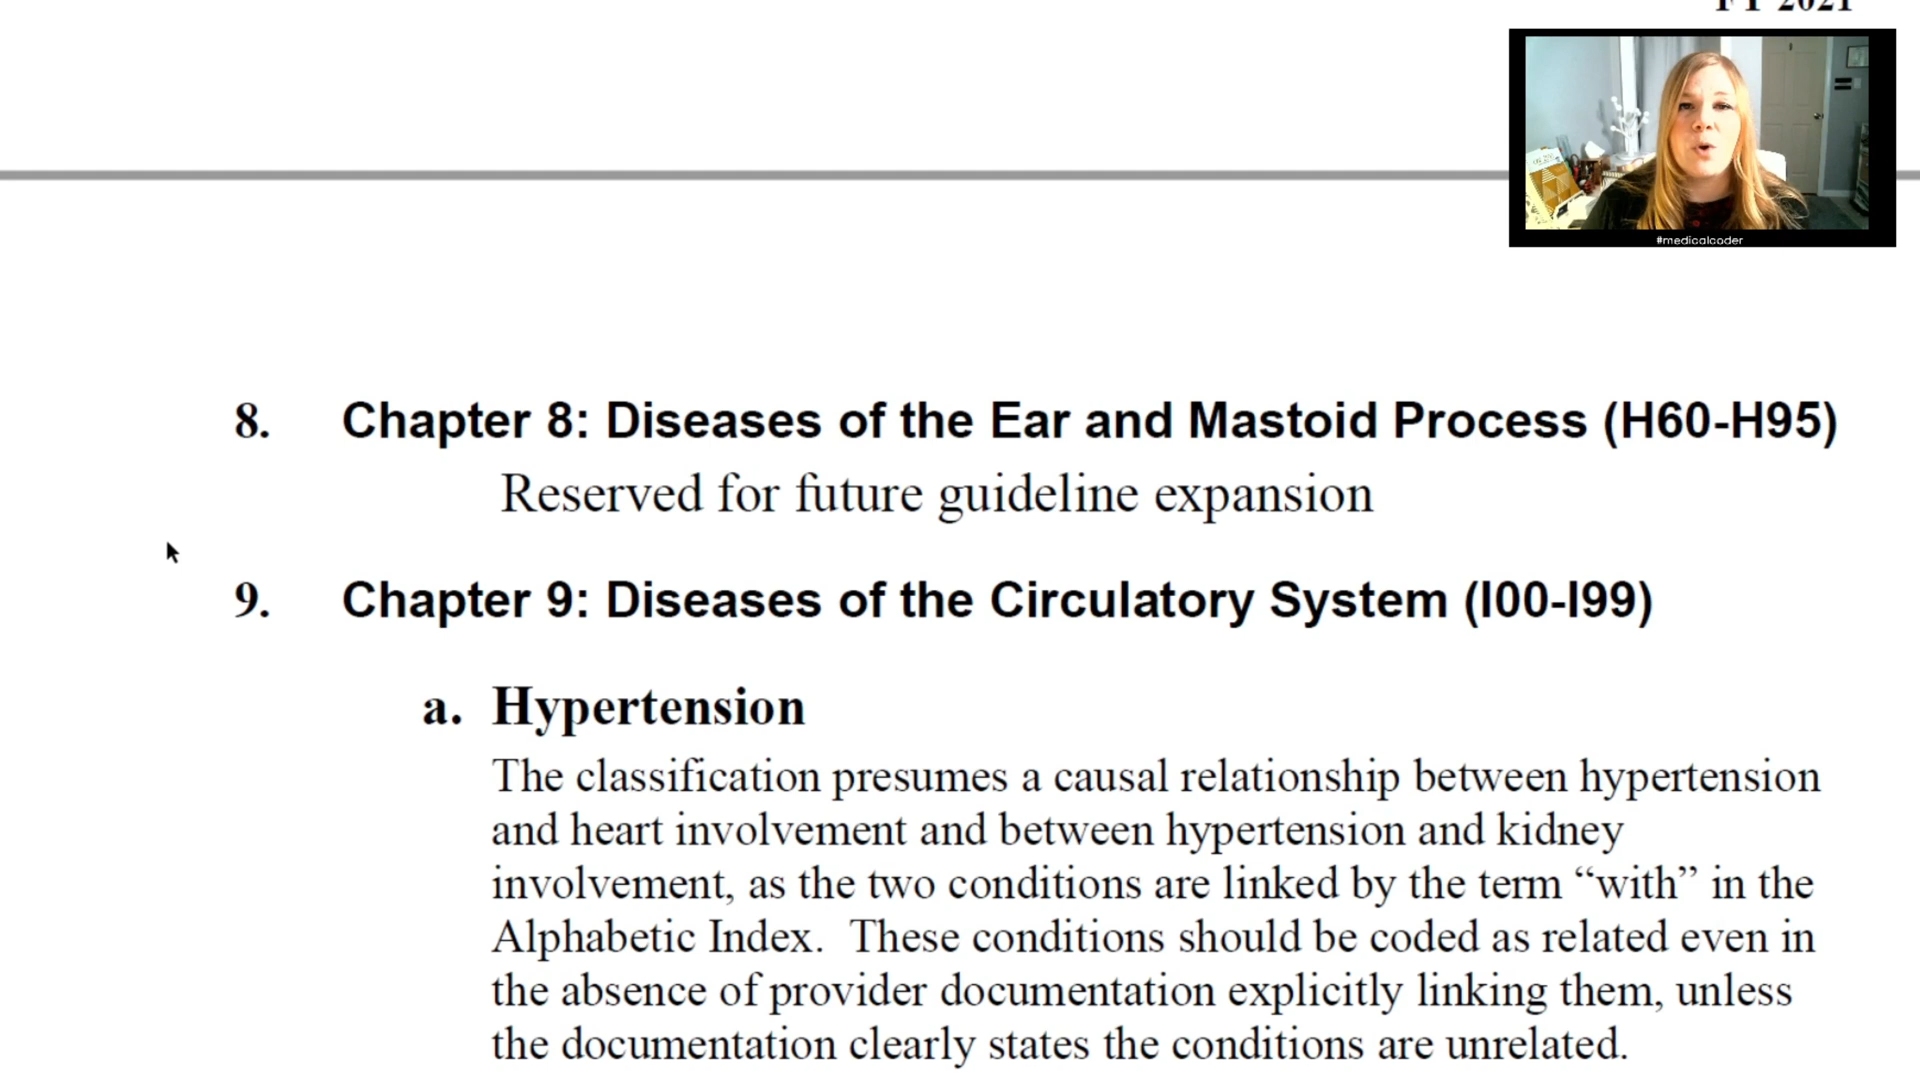 FY 2021
#medicalcoder
8. Chapter 8: Diseases of the Ear and Mastoid Process (H60-H95)
Reserved for future guideline expansion
9. Chapter 9: Diseases of the Circulatory System (I00-I99)
a. Hypertension
The classification presumes a causal relationship between hypertension
and heart involvement and between hypertension and kidney
involvement, as the two conditions are linked by the term “with” in the
Alphabetic Index.  These conditions should be coded as related even in
the absence of provider documentation explicitly linking them, unless
the documentation clearly states the conditions are unrelated.